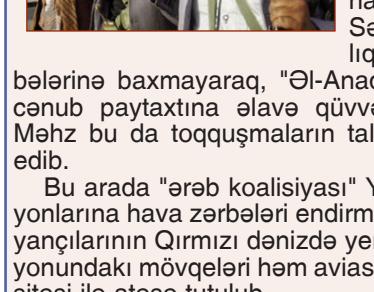 bələrinə baxmayaraq, "Əl-Anad
cənub paytaxtına əlavə qüvvə
Məhz bu da toqquşmaların tal
edib.
Bu arada "ərəb koalisiyası" Y
yonlarına hava zərbələri endirm
yançılarının Qırmızı dənizdə ye
yonundakı mövqeləri həm avias